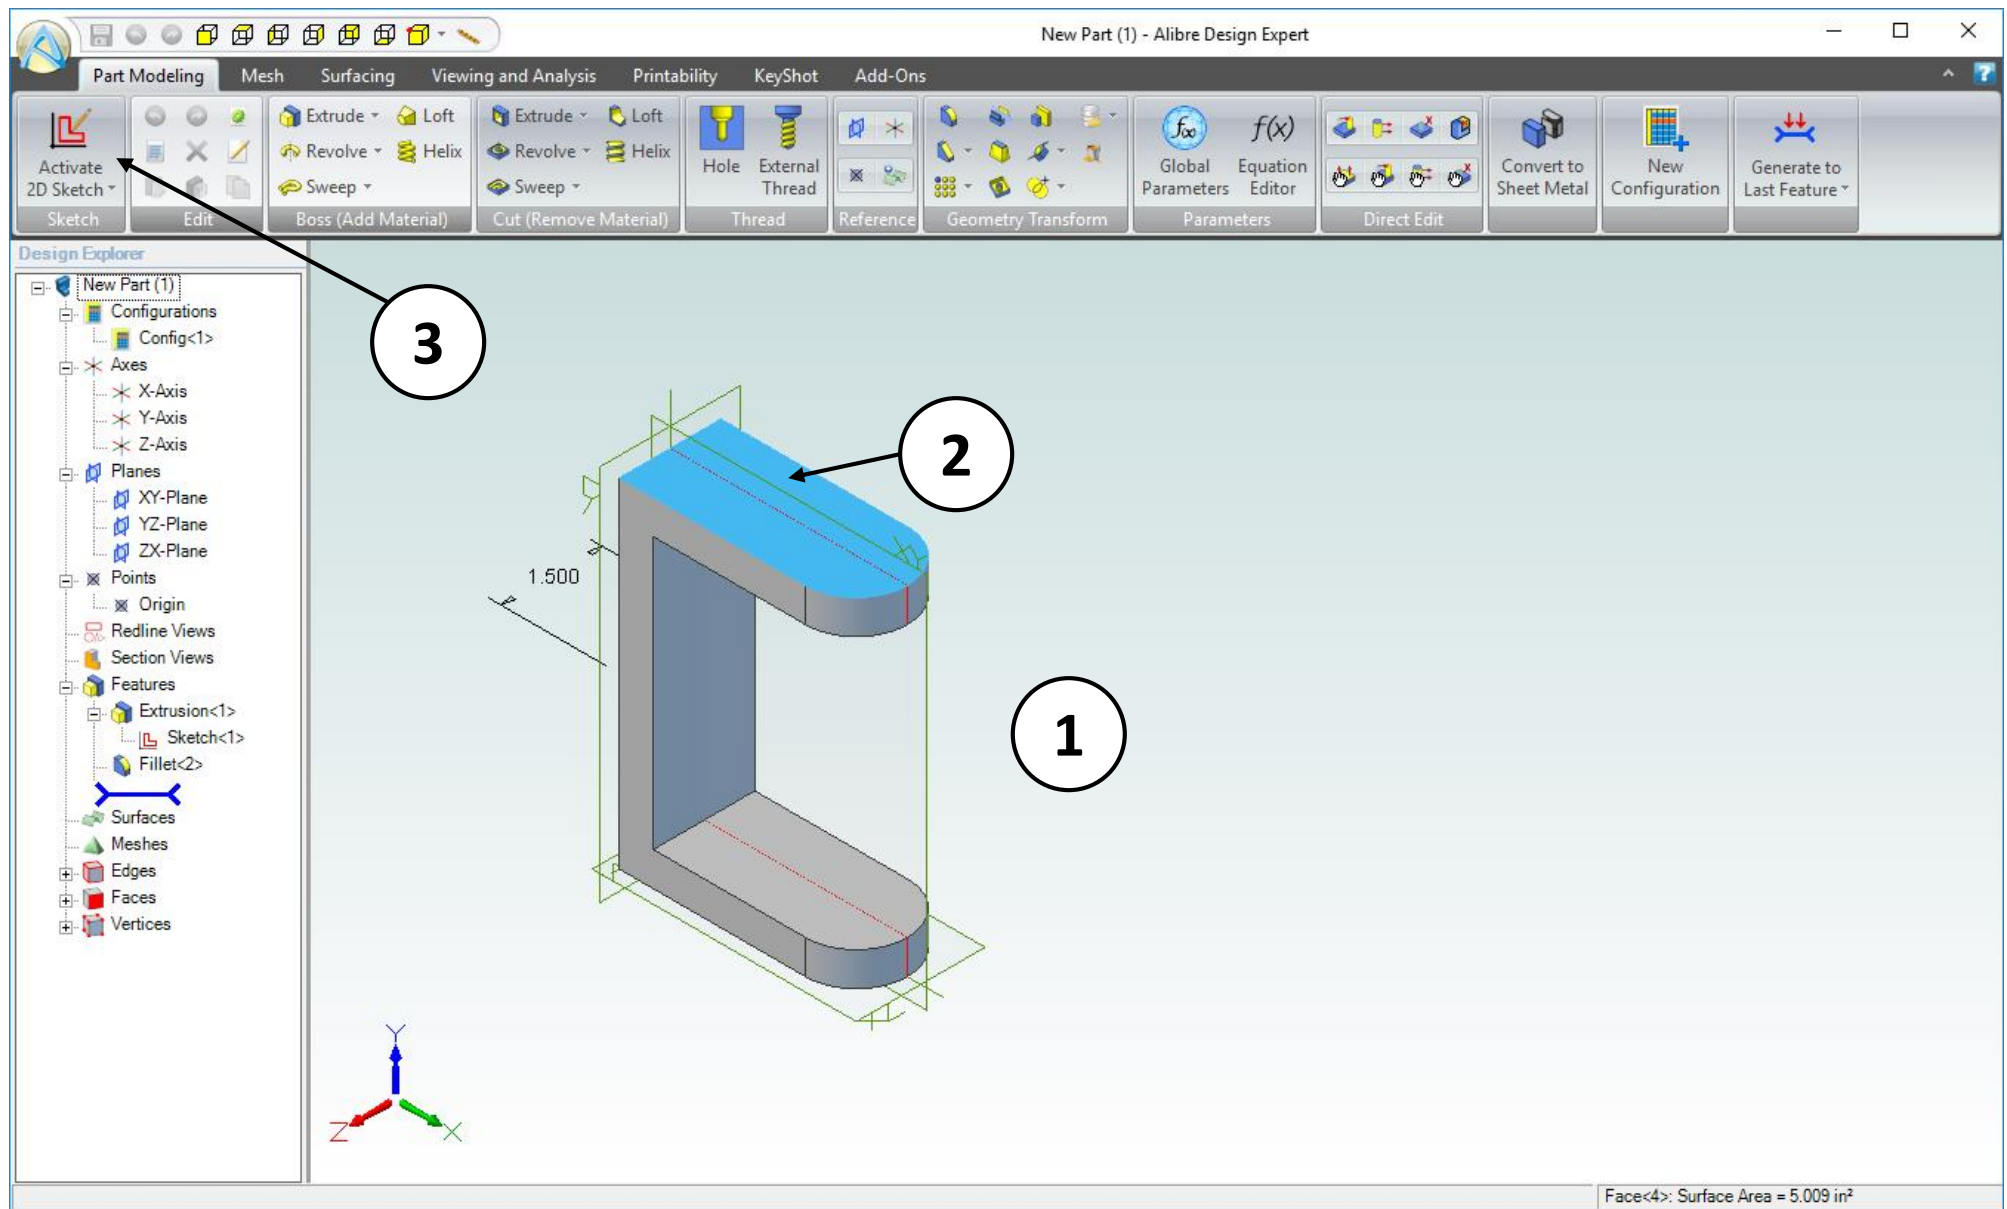 New Part (1) - Alibre Design Expert
Part Modeling Mesh Surfacing Viewing and Analysis Printability KeyShot Add-Ons
Activate
2D Sketch
Sketch
Edit
Extrude Loft
Revolve Helix
Sweep
Boss (Add Material)
Extrude Loft
Revolve Helix
Sweep
Cut (Remove Material)
Hole
External
Thread
Thread
Reference
Geometry Transform
Global
Parameters
f(x)
Equation
Editor
Parameters
Direct Edit
Convert to
Sheet Metal
New
Configuration
Generate to
Last Feature
Design Explorer
New Part (1)
Configurations
Config<1>
Axes
X-Axis
Y-Axis
Z-Axis
Planes
XY-Plane
YZ-Plane
ZX-Plane
Points
Origin
Redline Views
Section Views
Features
Extrusion<1>
Sketch<1>
Fillet<2>
Surfaces
Meshes
Edges
Faces
Vertices
3
2
1.500
1
Y
Z
X
Face<4>: Surface Area = 5.009 in²